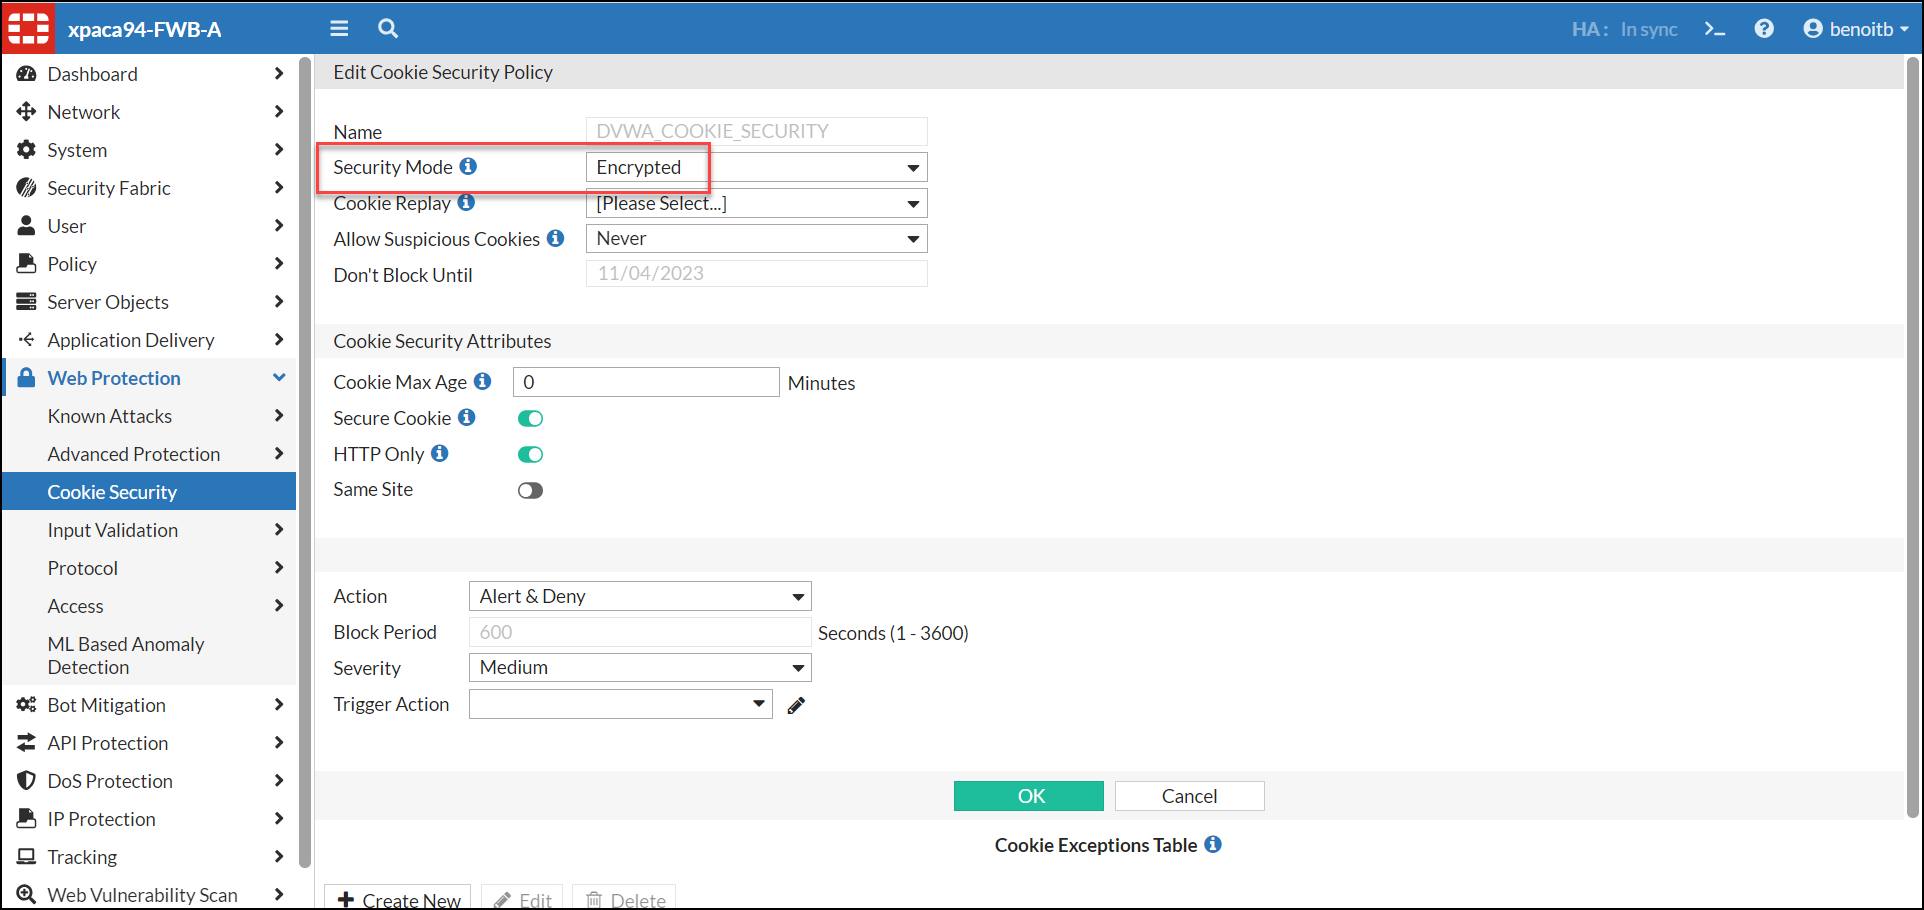 xpaca94-FWB-A
HA: In sync
benoitb
Dashboard
Network
System
Security Fabric
User
Policy
Server Objects
Application Delivery
Web Protection
Known Attacks
Advanced Protection
Cookie Security
Input Validation
Protocol
Access
ML Based Anomaly
Detection
Bot Mitigation
API Protection
DoS Protection
IP Protection
Tracking
Web Vulnerability Scan
Edit Cookie Security Policy
Name DVWA_COOKIE_SECURITY
Security Mode Encrypted
Cookie Replay [Please Select...]
Allow Suspicious Cookies Never
Don't Block Until 11/04/2023
Cookie Security Attributes
Cookie Max Age 0 Minutes
Secure Cookie
HTTP Only
Same Site
Action Alert & Deny
Block Period 600 Seconds (1 - 3600)
Severity Medium
Trigger Action
OK Cancel
Cookie Exceptions Table
Create New Edit Delete